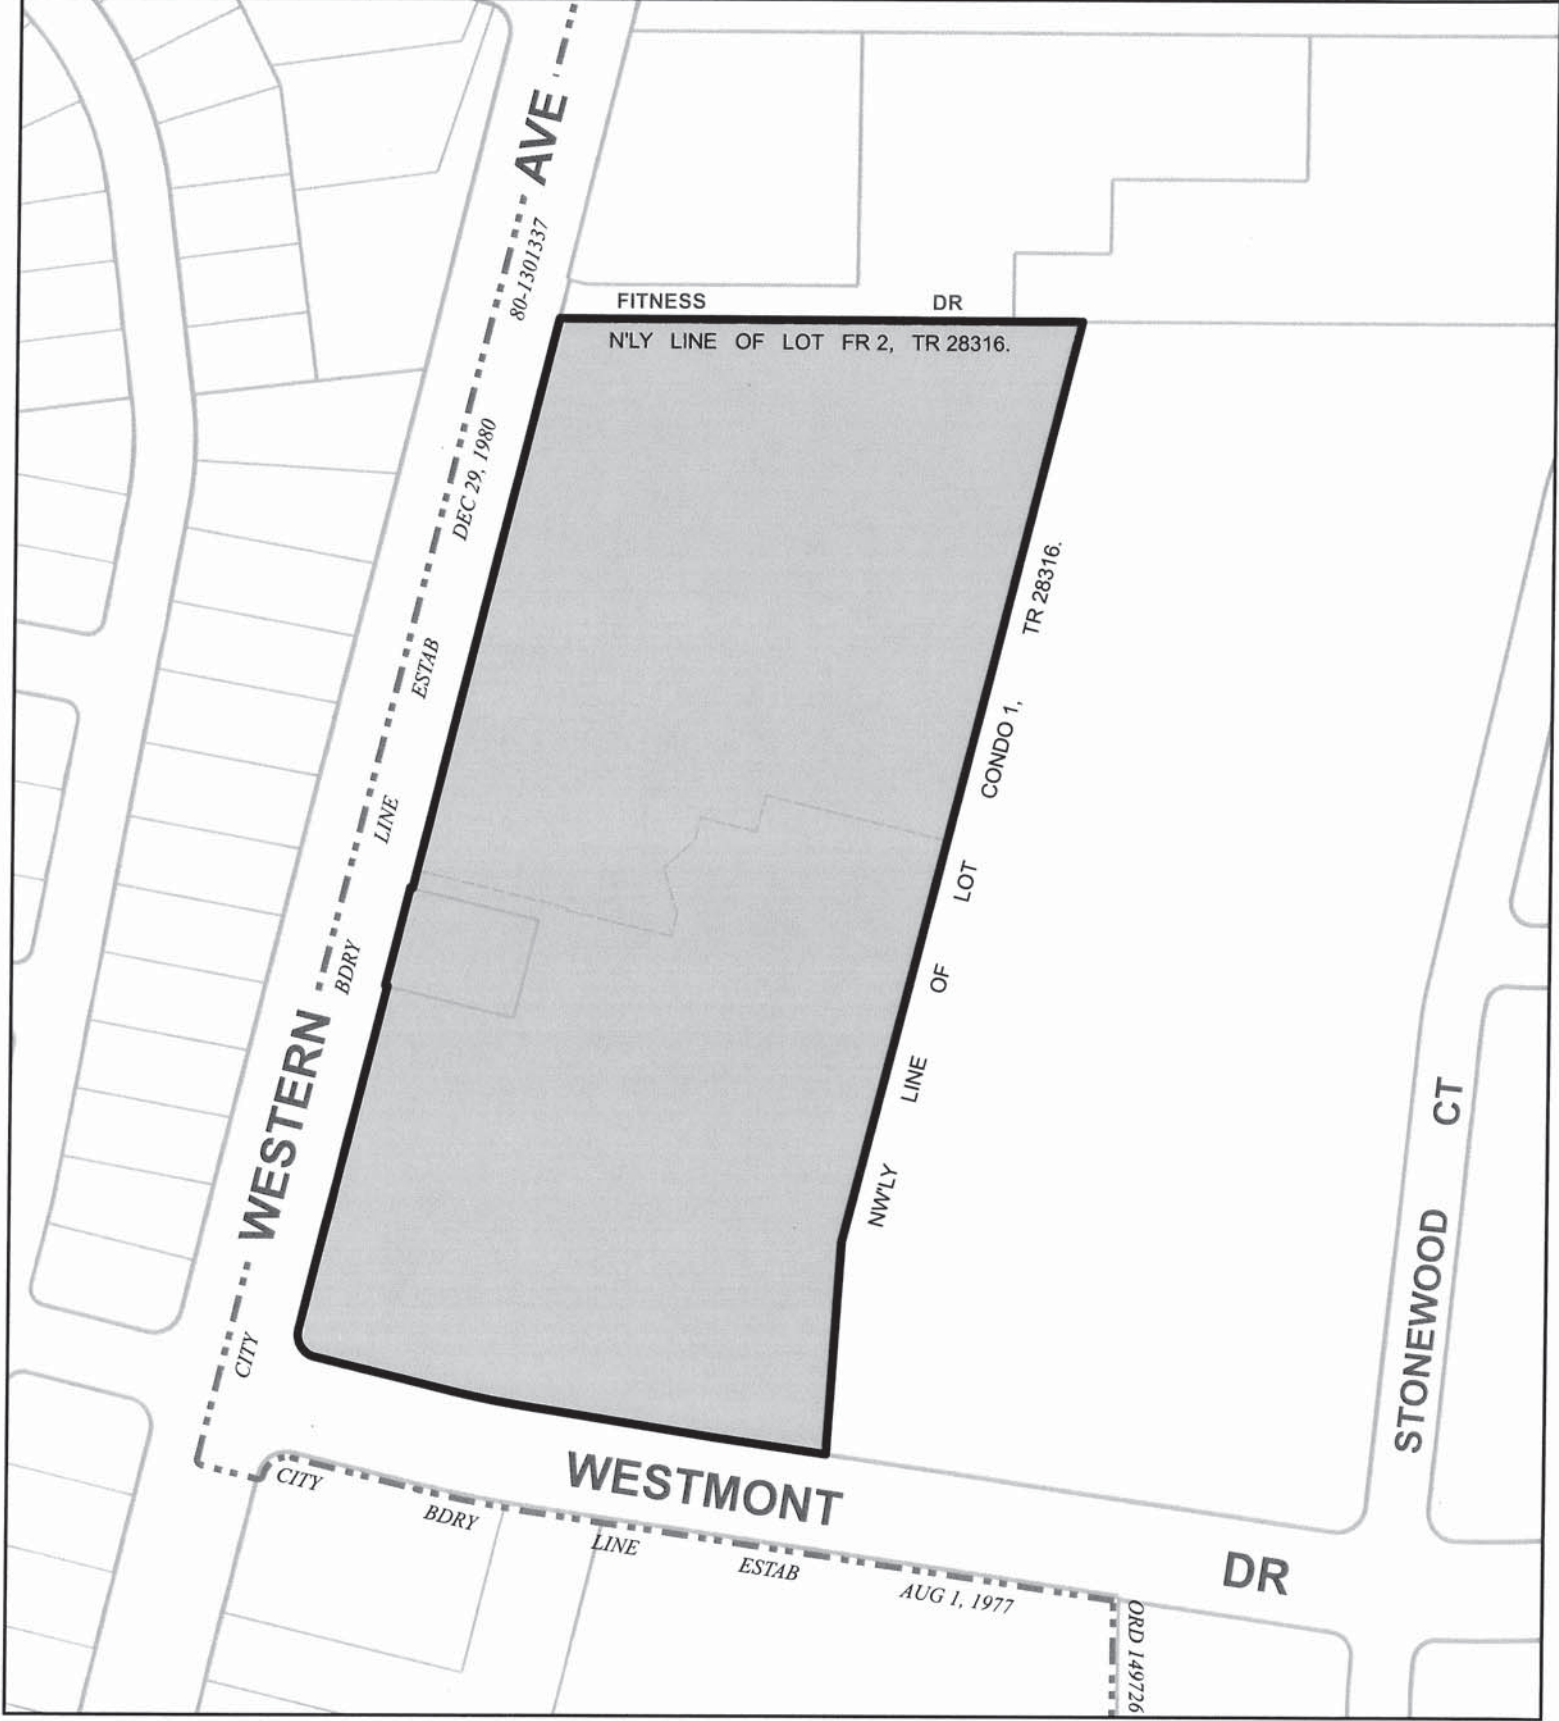 WESTERN AVE
CITY BDRY LINE ESTAB DEC 29, 1980 80-1301337
FITNESS DR
N'LY LINE OF LOT FR 2, TR 28316.
NW'LY LINE OF LOT CONDO 1, TR 28316.
STONEWOOD CT
WESTMONT DR
CITY BDRY LINE ESTAB AUG 1, 1977
ORD 149726